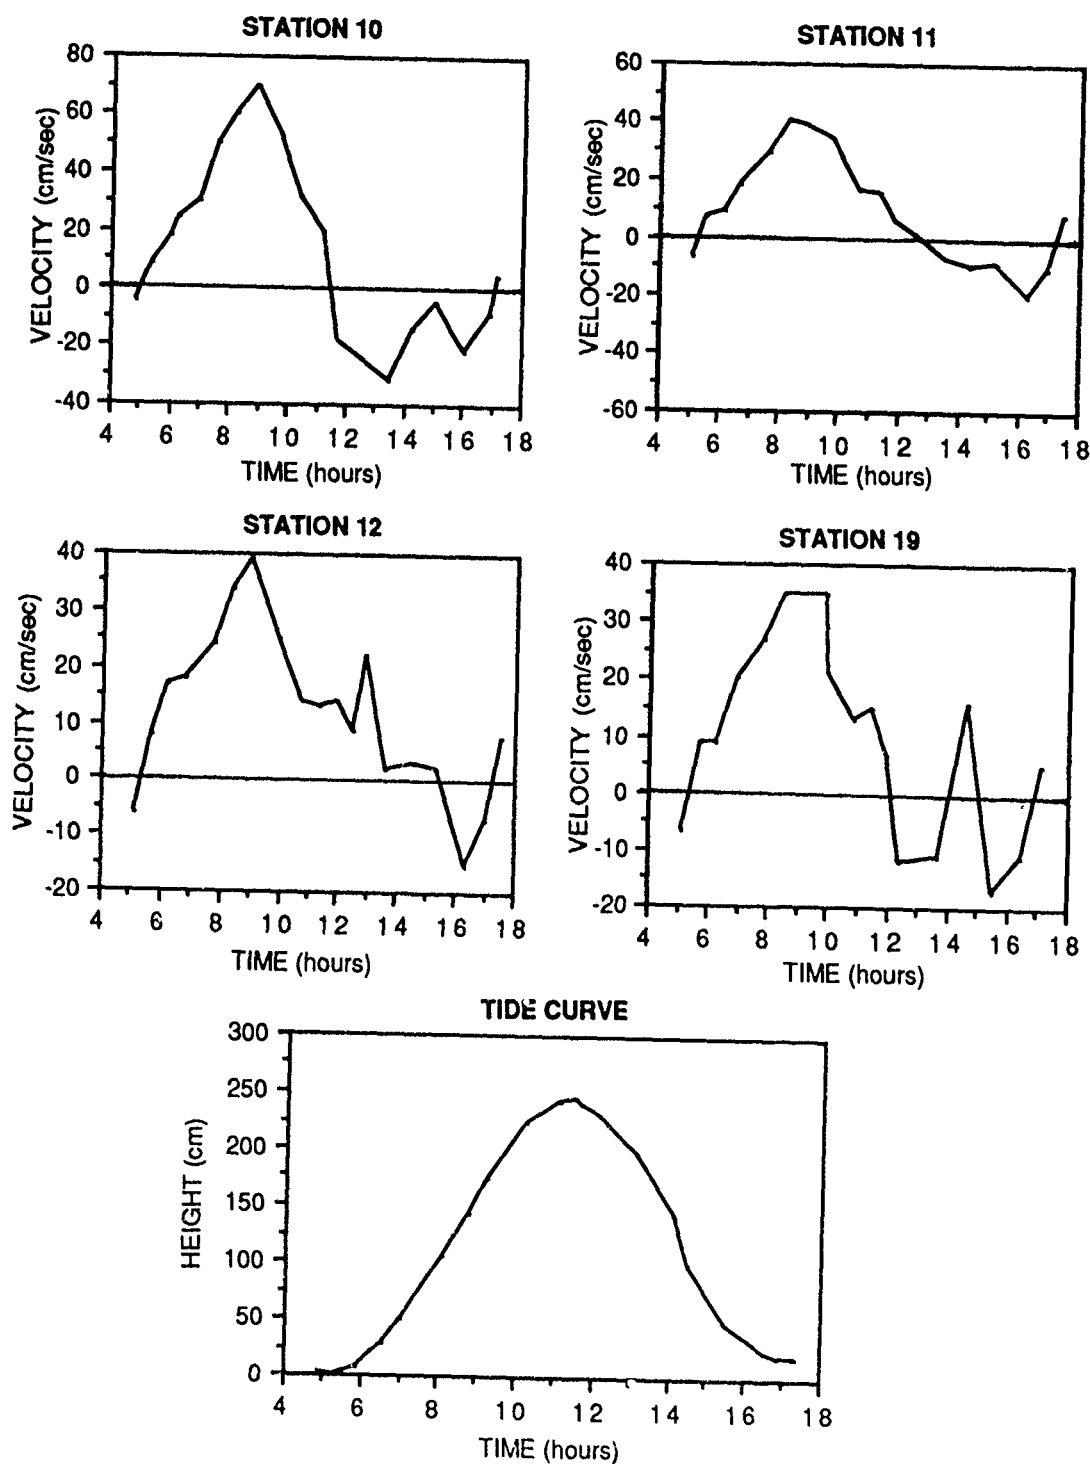 STATION 10
80
60
40
20
0
-20
-40
VELOCITY (cm/sec)
4 6 8 10 12 14 16 18
TIME (hours)
STATION 11
60
40
20
0
-20
-40
-60
VELOCITY (cm/sec)
4 6 8 10 12 14 16 18
TIME (hours)
STATION 12
40
30
20
10
0
-10
-20
VELOCITY (cm/sec)
4 6 8 10 12 14 16 18
TIME (hours)
STATION 19
40
30
20
10
0
-10
-20
VELOCITY (cm/sec)
4 6 8 10 12 14 16 18
TIME (hours)
TIDE CURVE
300
250
200
150
100
50
0
HEIGHT (cm)
4 6 8 10 12 14 16 18
TIME (hours)